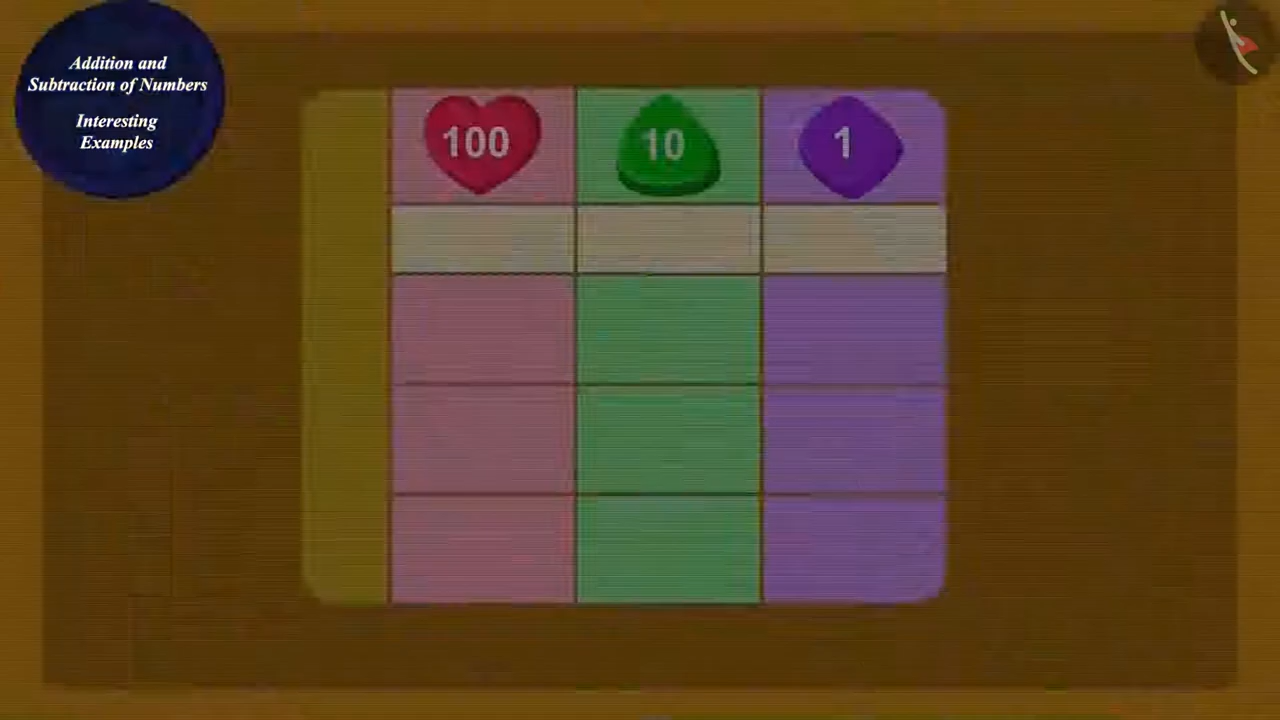 Addition and
Subtraction of Numbers
Interesting
Examples
100 10 1